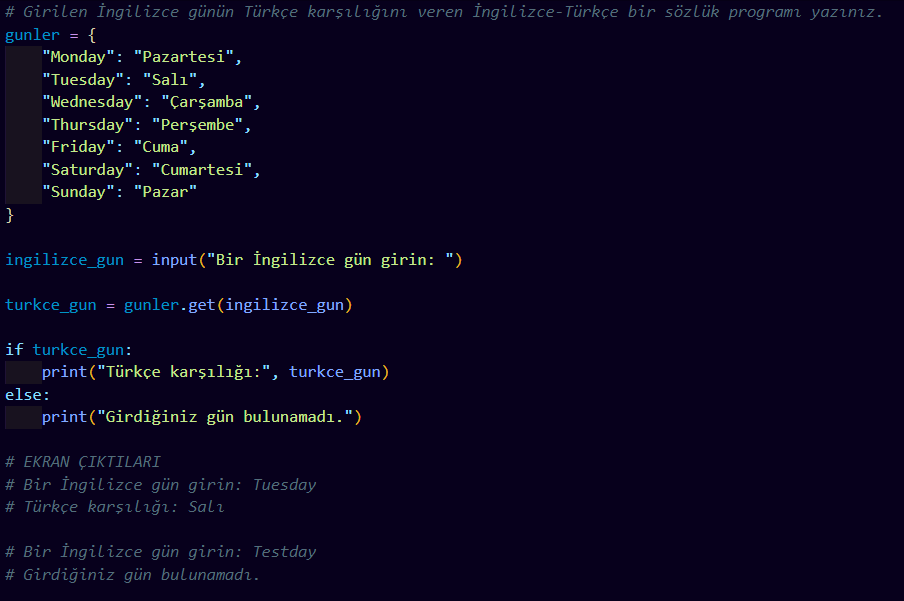 # Girilen İngilizce günün Türkçe karşılığını veren İngilizce-Türkçe bir sözlük programı yazınız.
gunler = {
    "Monday": "Pazartesi",
    "Tuesday": "Salı",
    "Wednesday": "Çarşamba",
    "Thursday": "Perşembe",
    "Friday": "Cuma",
    "Saturday": "Cumartesi",
    "Sunday": "Pazar"
}
ingilizce_gun = input("Bir İngilizce gün girin: ")
turkce_gun = gunler.get(ingilizce_gun)
if turkce_gun:
    print("Türkçe karşılığı:", turkce_gun)
else:
    print("Girdiğiniz gün bulunamadı.")
# EKRAN ÇIKTILARI
# Bir İngilizce gün girin: Tuesday
# Türkçe karşılığı: Salı
# Bir İngilizce gün girin: Testday
# Girdiğiniz gün bulunamadı.